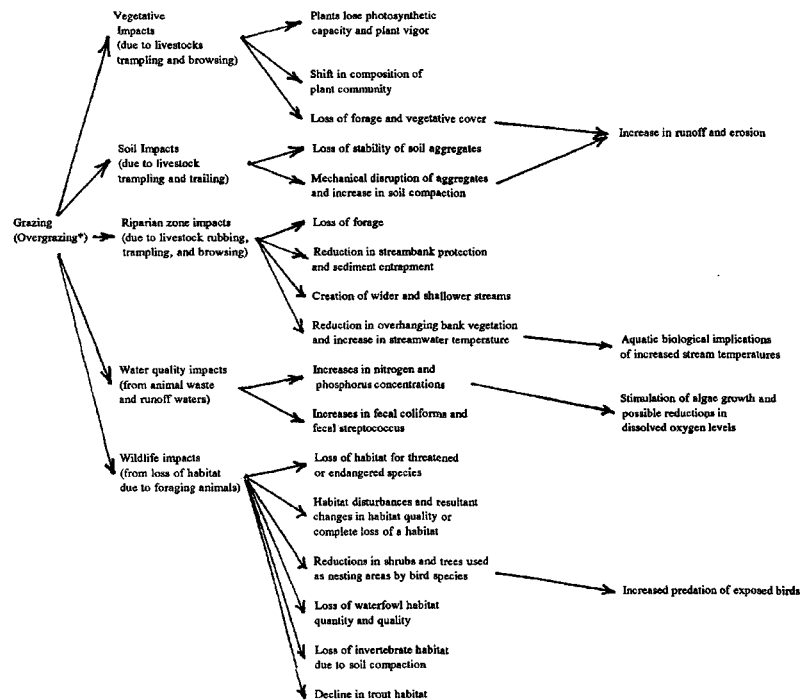 Vegetative
Impacts
(due to livestocks
trampling and browsing)
Plants lose photosynthetic
capacity and plant vigor
Shift in composition of
plant community
Loss of forage and vegetative cover
Increase in runoff and erosion
Soil Impacts
(due to livestock
trampling and trailing)
Loss of stability of soil aggregates
Mechanical disruption of aggregates
and increase in soil compaction
Grazing
(Overgrazing*)
Riparian zone impacts
(due to livestock rubbing,
trampling, and browsing)
Loss of forage
Reduction in streambank protection
and sediment entrapment
Creation of wider and shallower streams
Reduction in overhanging bank vegetation
and increase in streamwater temperature
Aquatic biological implications
of increased stream temperatures
Water quality impacts
(from animal waste
and runoff waters)
Increases in nitrogen and
phosphorus concentrations
Stimulation of algae growth and
possible reductions in
dissolved oxygen levels
Increases in fecal coliforms and
fecal streptococcus
Wildlife impacts
(from loss of habitat
due to foraging animals)
Loss of habitat for threatened
or endangered species
Habitat disturbances and resultant
changes in habitat quality or
complete loss of a habitat
Reductions in shrubs and trees used
as nesting areas by bird species
Increased predation of exposed birds
Loss of waterfowl habitat
quantity and quality
Loss of invertebrate habitat
due to soil compaction
Decline in trout habitat